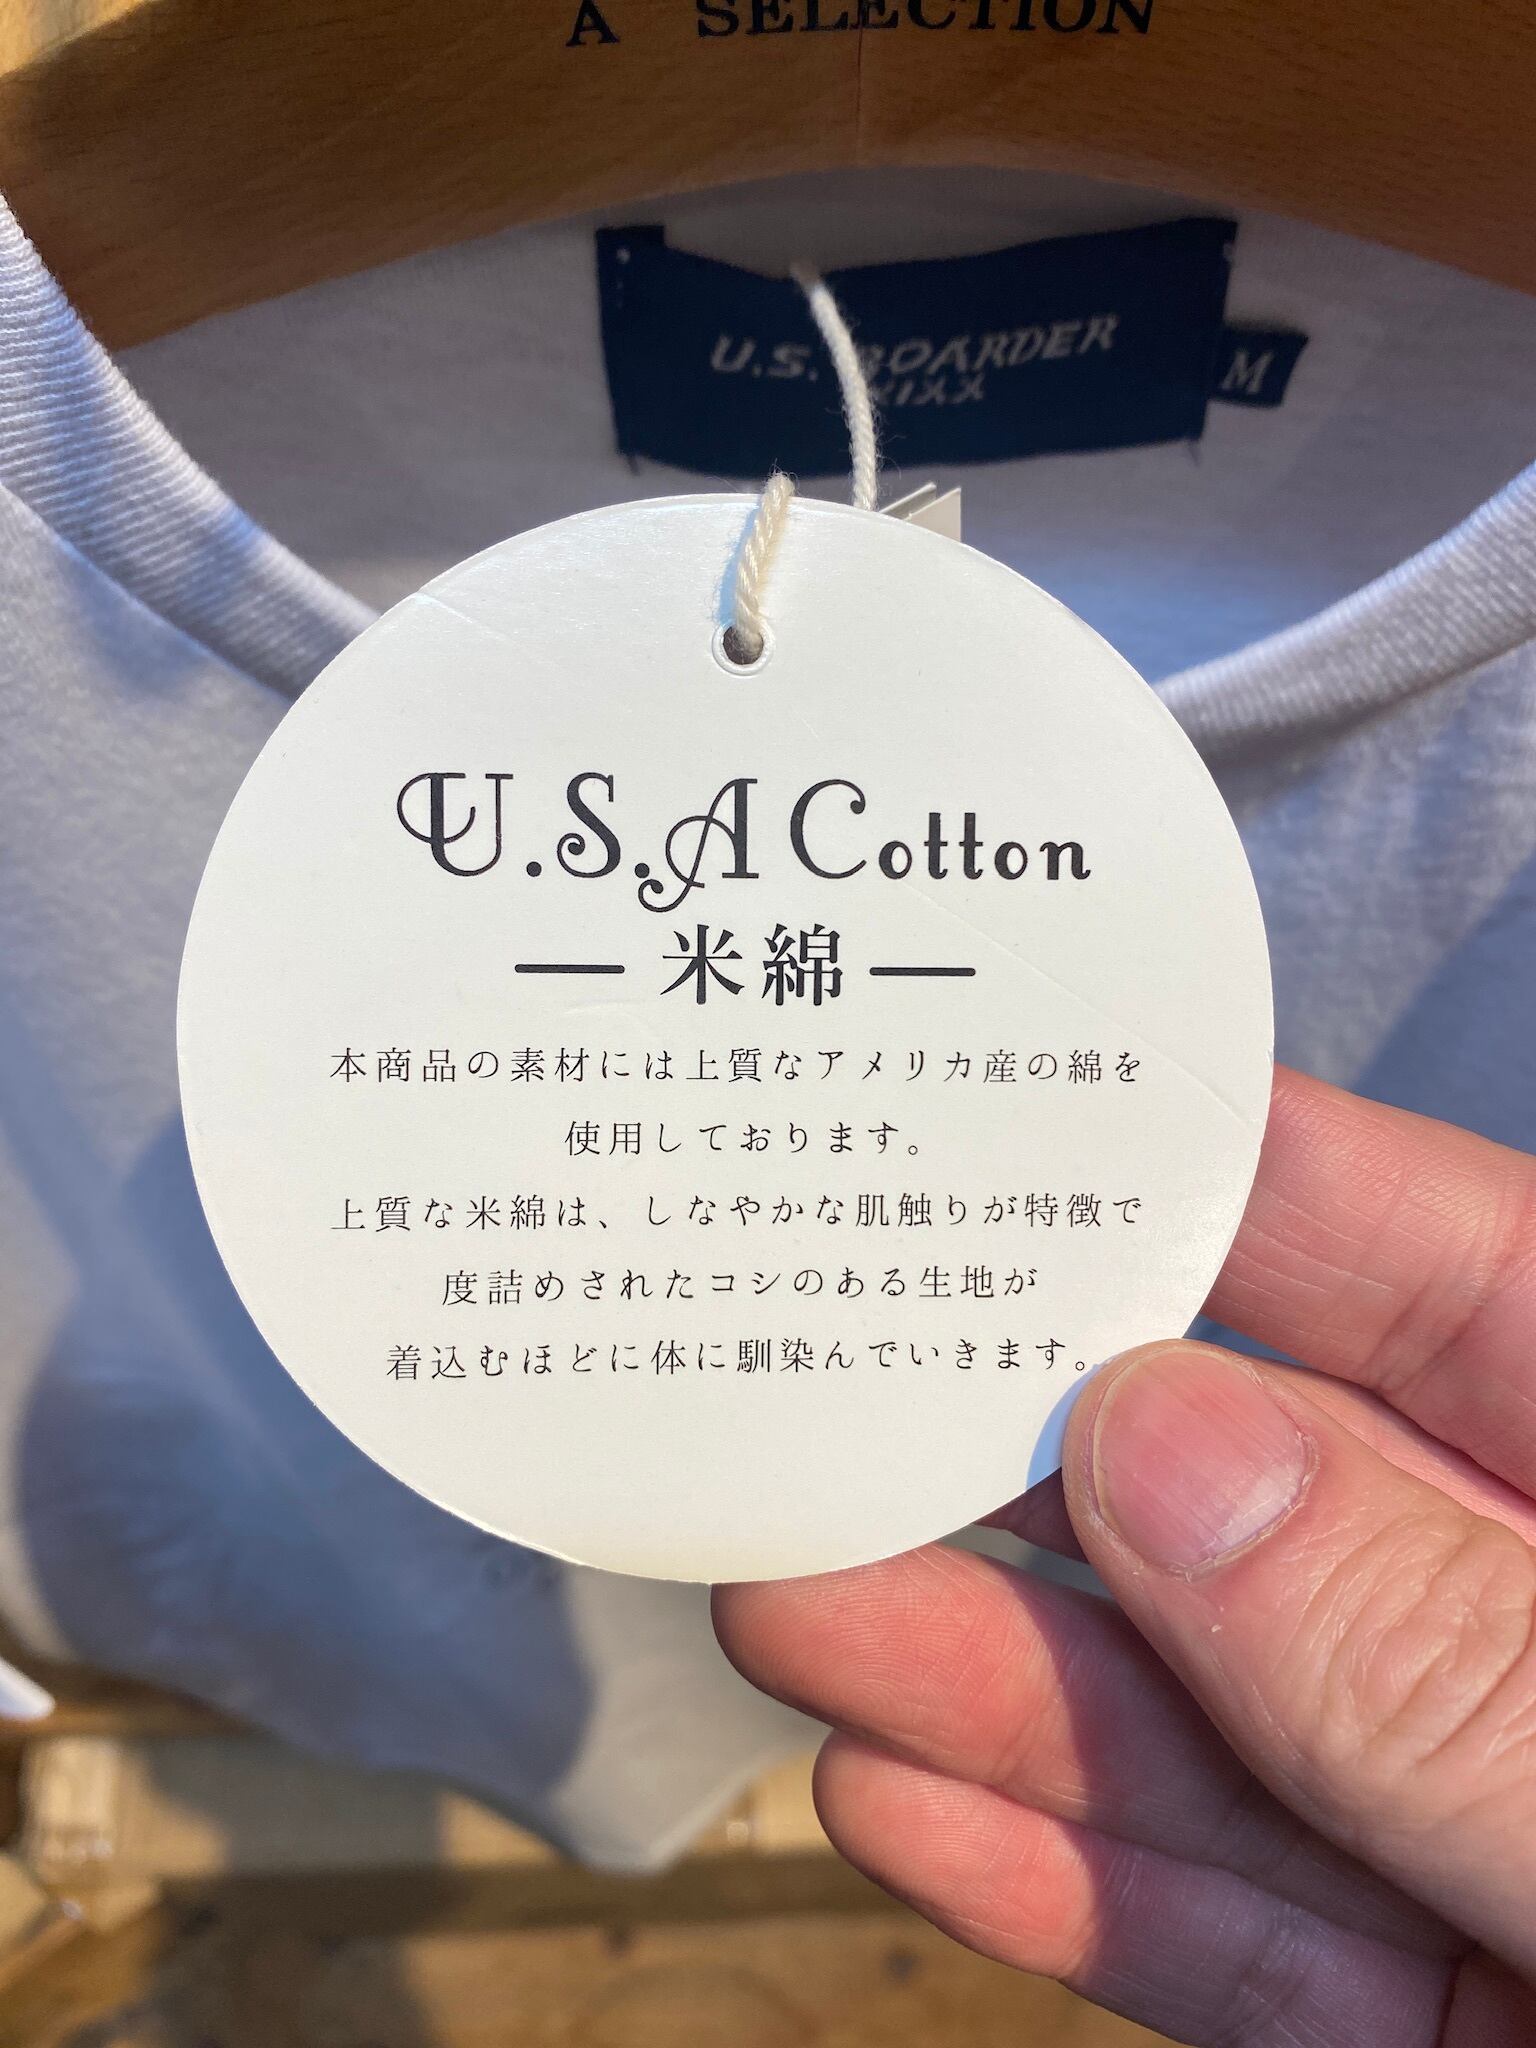 A SELECTION
U.S. BOARDER
M
U.S.A Cotton
― 米綿 ―
本商品の素材には上質なアメリカ産の綿を
使用しております。
上質な米綿は、しなやかな肌触りが特徴で
度詰めされたコシのある生地が
着込むほどに体に馴染んでいきます。